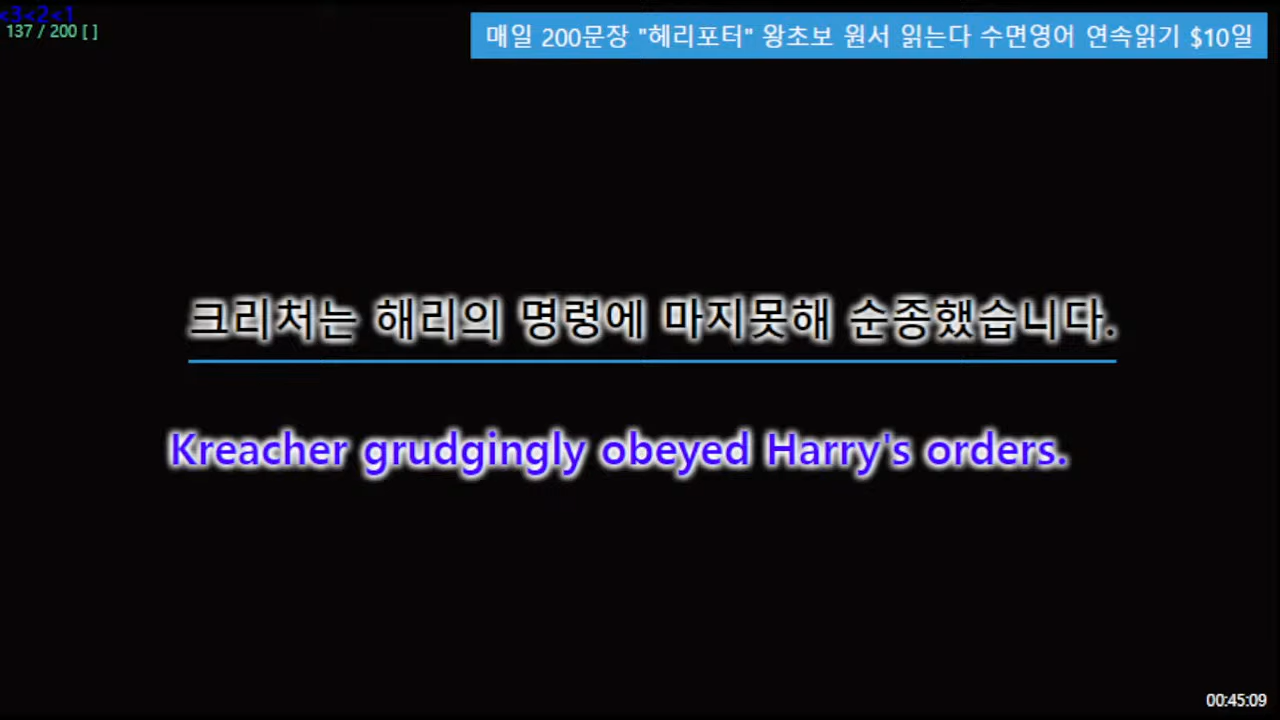 <3<2<1
137 / 200 [ ]
매일 200문장 "헤리포터" 왕초보 원서 읽는다 수면영어 연속읽기 $10일
크리처는 해리의 명령에 마지못해 순종했습니다.
Kreacher grudgingly obeyed Harry's orders.
00:45:09